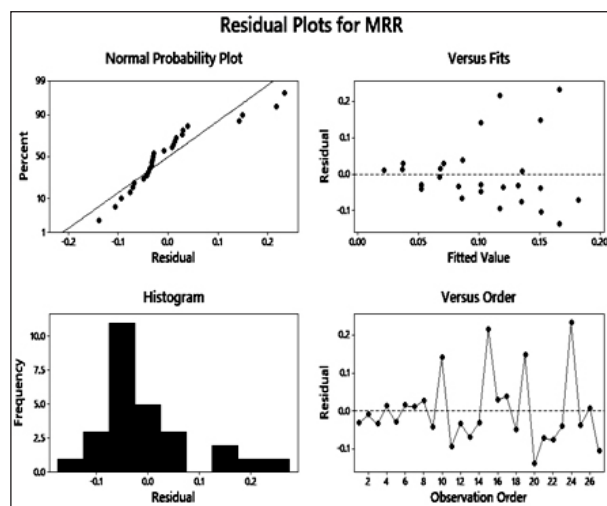 Residual Plots for MRR
Normal Probability Plot
99
90
50
10
1
Percent
-0.2 -0.1 0.0 0.1 0.2
Residual
Versus Fits
0.2
0.1
0.0
-0.1
Residual
0.00 0.05 0.10 0.15 0.20
Fitted Value
Histogram
10.0
7.5
5.0
2.5
0.0
Frequency
-0.1 0.0 0.1 0.2
Residual
Versus Order
0.2
0.1
0.0
-0.1
Residual
2 4 6 8 10 12 14 16 18 20 22 24 26
Observation Order